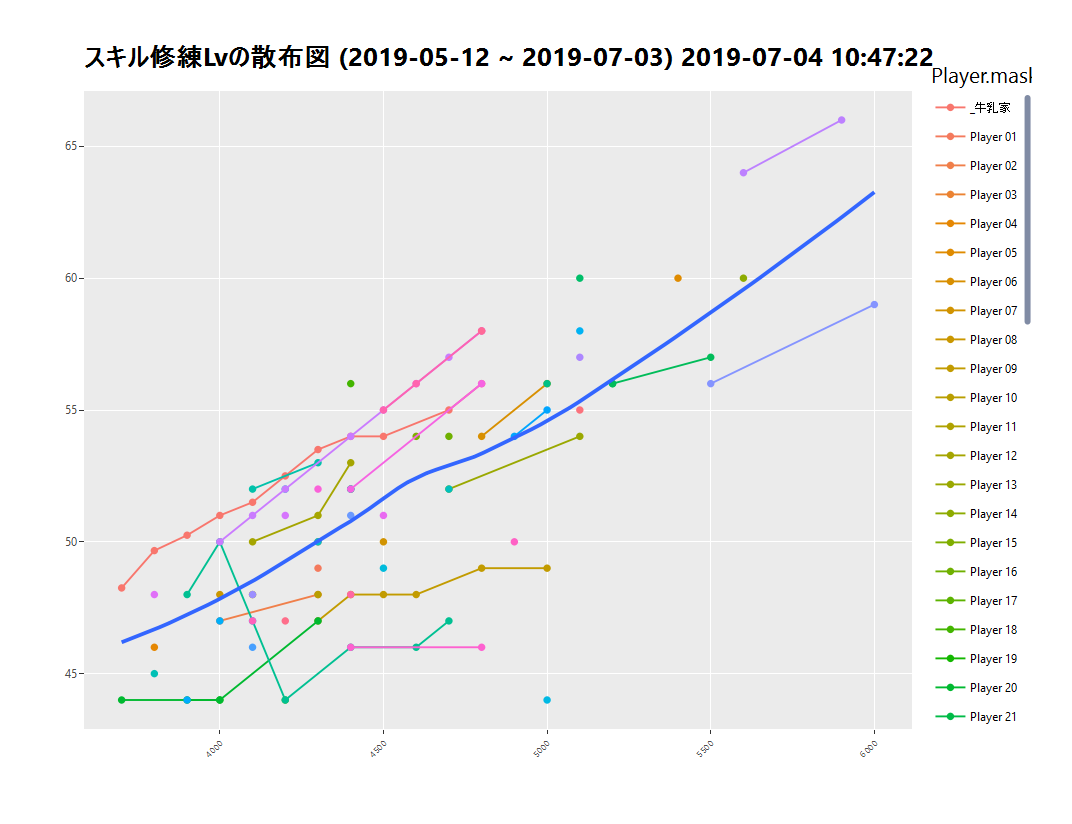 スキル修練Lvの散布図 (2019-05-12 ~ 2019-07-03) 2019-07-04 10:47:22
Player.mask
_牛乳家
Player 01
Player 02
Player 03
Player 04
Player 05
Player 06
Player 07
Player 08
Player 09
Player 10
Player 11
Player 12
Player 13
Player 14
Player 15
Player 16
Player 17
Player 18
Player 19
Player 20
Player 21
65
60
55
50
45
4000
4500
5000
5500
6000